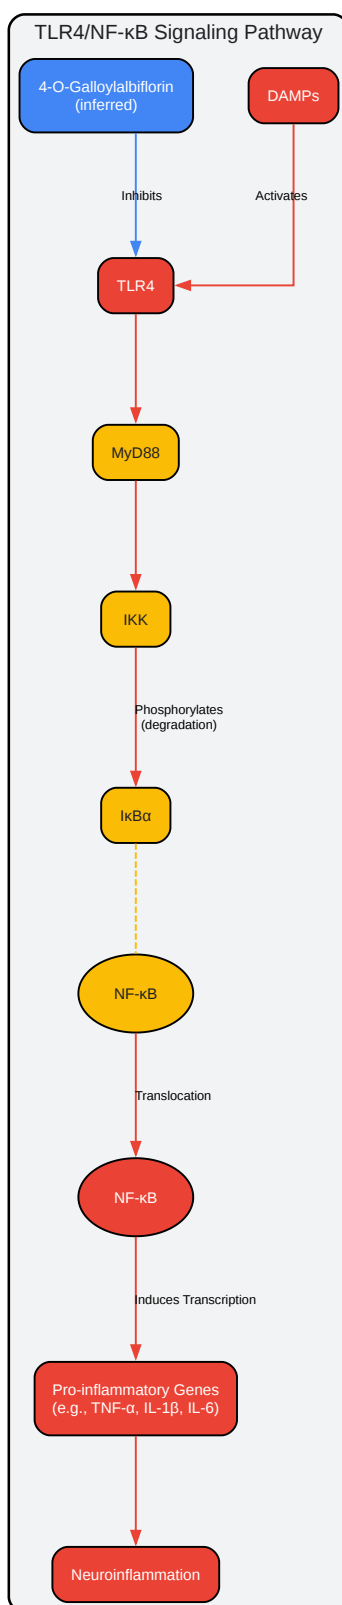 TLR4/NF-κB Signaling Pathway
4-O-Galloylalbiflorin
(inferred)
DAMPs
Inhibits
Activates
TLR4
MyD88
IKK
Phosphorylates
(degradation)
IκBα
NF-κB
Translocation
NF-κB
Induces Transcription
Pro-inflammatory Genes
(e.g., TNF-α, IL-1β, IL-6)
Neuroinflammation